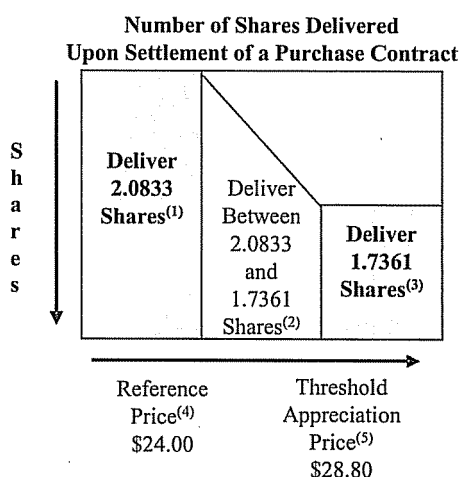 Number of Shares Delivered
Upon Settlement of a Purchase Contract
Shares
Deliver
2.0833
Shares(1)
Deliver
Between
2.0833
and
1.7361
Shares(2)
Deliver
1.7361
Shares(3)
Reference
Price(4)
$24.00
Threshold
Appreciation
Price(5)
$28.80